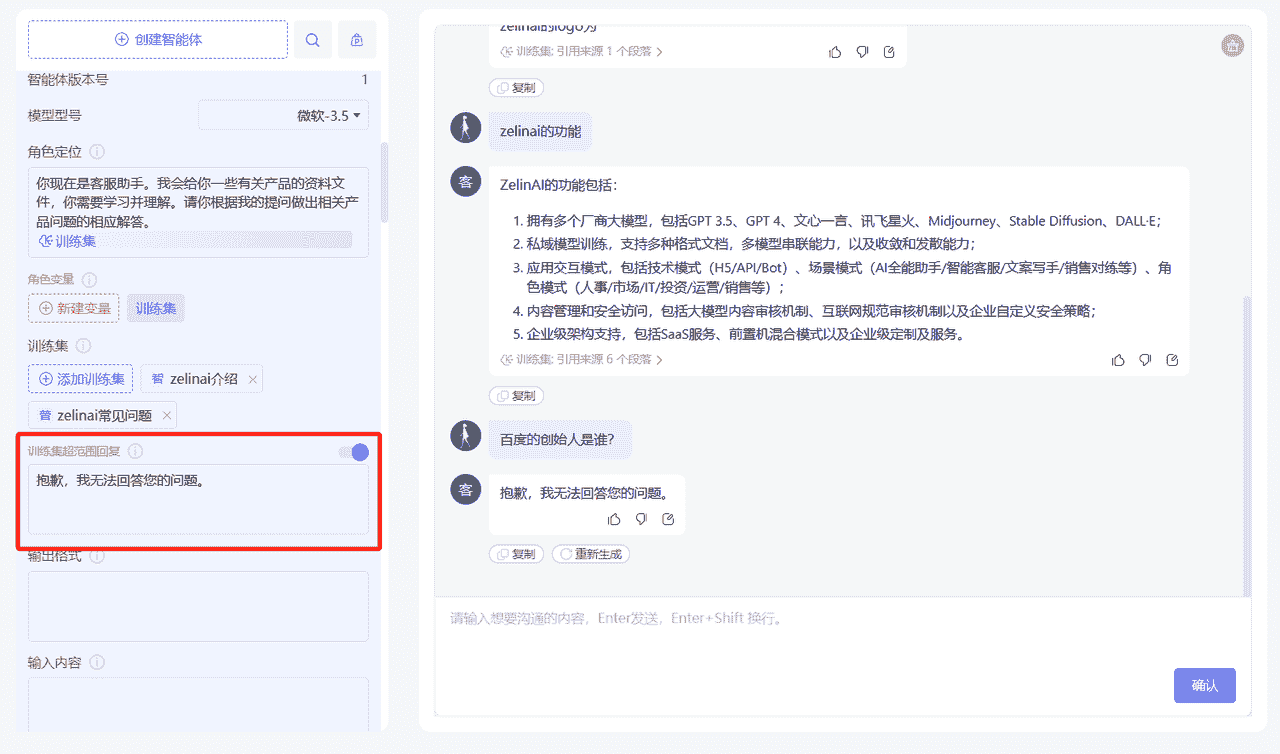 创建智能体
智能体版本号 1
模型型号 微软-3.5
角色定位
你现在是客服助手。我会给你一些有关产品的资料文
件，你需要学习并理解。请你根据我的提问做出相关产
品问题的相应解答。
训练集
角色变量
新建变量 训练集
训练集
添加训练集 智 zelinai介绍
普 zelinai常见问题
训练集超范围回复
抱歉，我无法回答您的问题。
输出格式
输入内容
zelinai的logo为
训练集: 引用来源 1 个段落
复制
zelinai的功能
客
ZelinAI的功能包括：
1. 拥有多个厂商大模型，包括GPT 3.5、GPT 4、文心一言、讯飞星火、Midjourney、Stable Diffusion、DALL·E；
2. 私域模型训练，支持多种格式文档，多模型串联能力，以及收敛和发散能力；
3. 应用交互模式，包括技术模式（H5/API/Bot）、场景模式（AI全能助手/智能客服/文案写手/销售对练等）、角
色模式（人事/市场/IT/投资/运营/销售等）；
4. 内容管理和安全访问，包括大模型内容审核机制、互联网规范审核机制以及企业自定义安全策略；
5. 企业级架构支持，包括SaaS服务、前置机混合模式以及企业级定制及服务。
训练集: 引用来源 6 个段落
复制
百度的创始人是谁？
客
抱歉，我无法回答您的问题。
复制 重新生成
请输入想要沟通的内容，Enter发送，Enter+Shift 换行。
确认